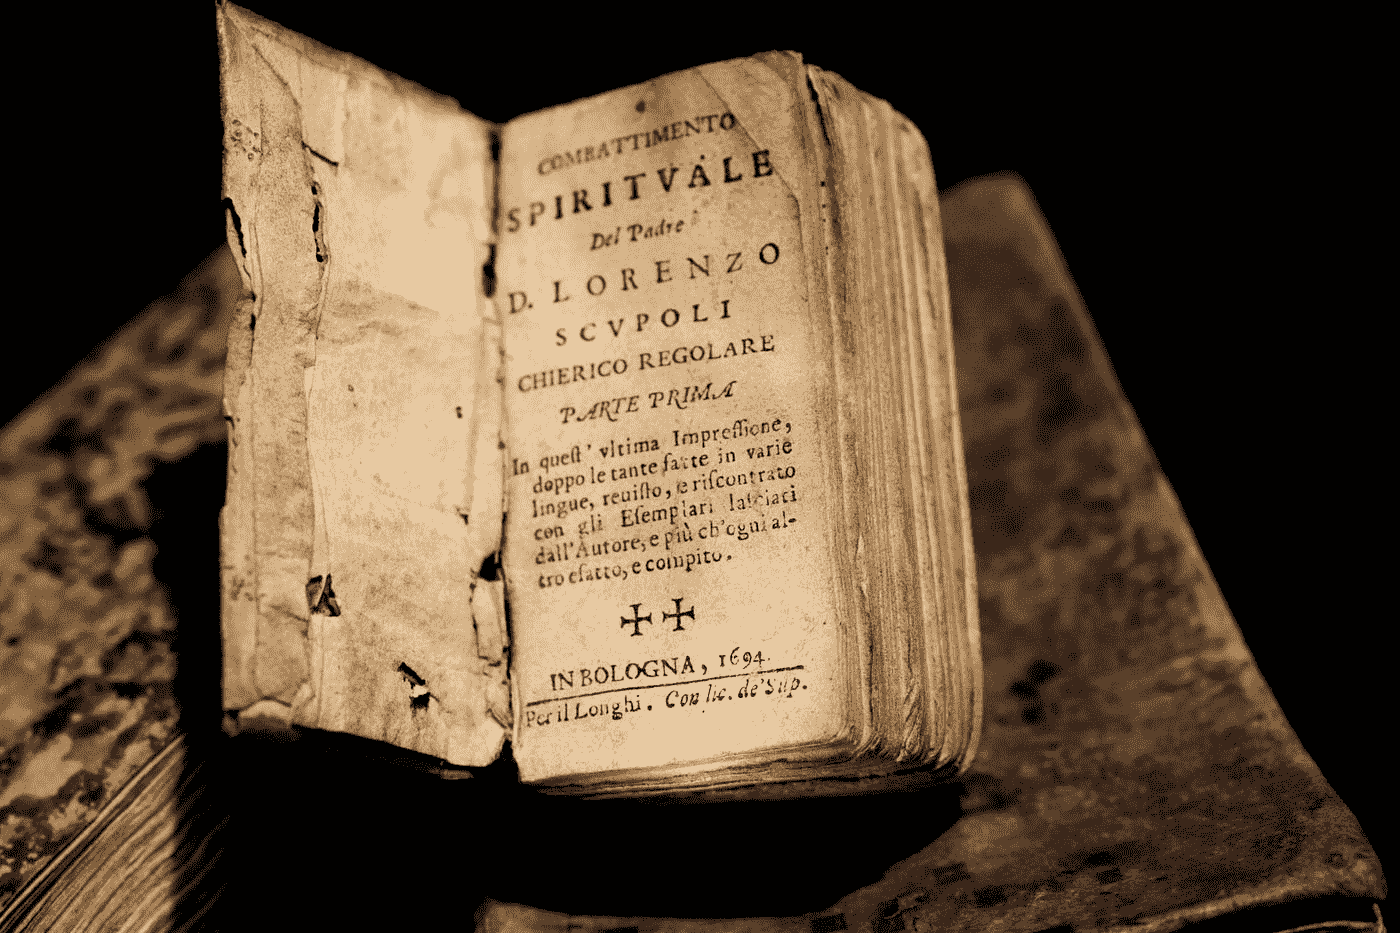 COMBATTIMENTO
SPIRITVALE
Del Padre
D. LORENZO
SCVPOLI
CHIERICO REGOLARE
PARTE PRIMA
In queſt' vltima Impreſſione,
doppo le tante fatte in varie
lingue, reuiſto, e riſcontrato
con gli Eſemplari laſciati
dall'Autore, e più ch'ogni al-
tro eſatto, e compito.
IN BOLOGNA, 1694.
Per il Longhi. Con lic. de' Sup.